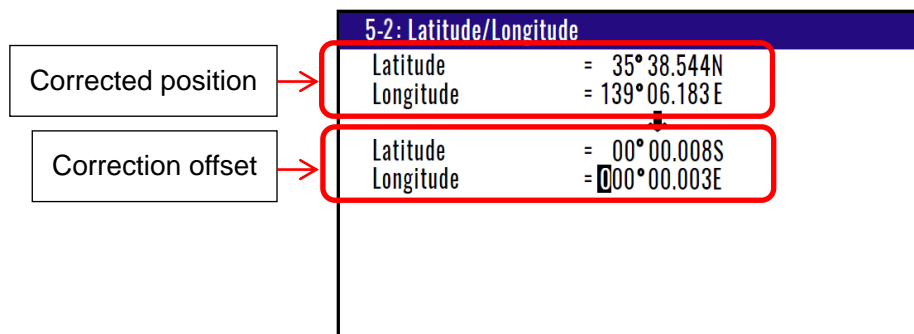 5-2: Latitude/Longitude
Corrected position
Latitude = 35° 38.544N
Longitude = 139° 06.183 E
Correction offset
Latitude = 00° 00.008S
Longitude = 000° 00.003E